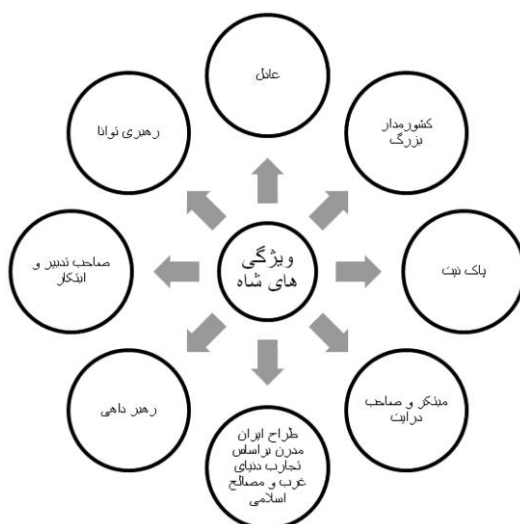 عادل
کشورمدار
بزرگ
پاک نیت
مبتکر و صاحب
درایت
طراح ایران
مدرن براساس
تجارب دنیای
غرب و مصالح
اسلامی
رهبر داهی
صاحب تدبیر و
ابتکار
رهبری توانا
ویژگی
های شاه